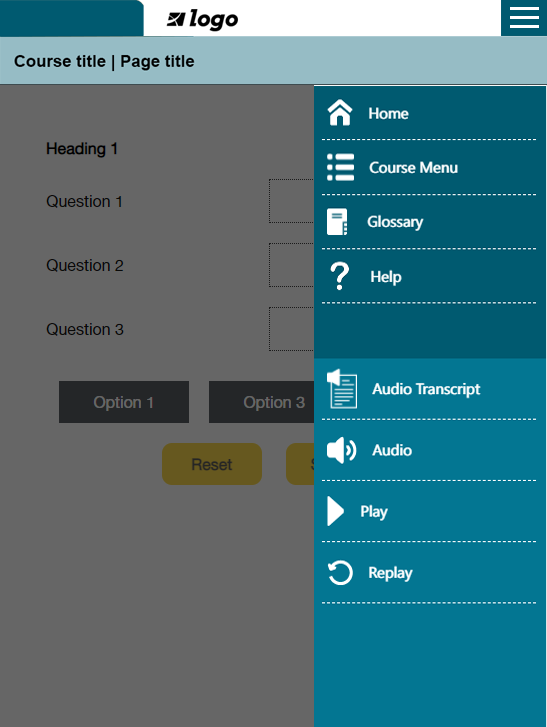 logo
Course title | Page title
Heading 1
Question 1
Question 2
Question 3
Option 1
Option 3
Reset
Home
Course Menu
Glossary
Help
Audio Transcript
Audio
Play
Replay